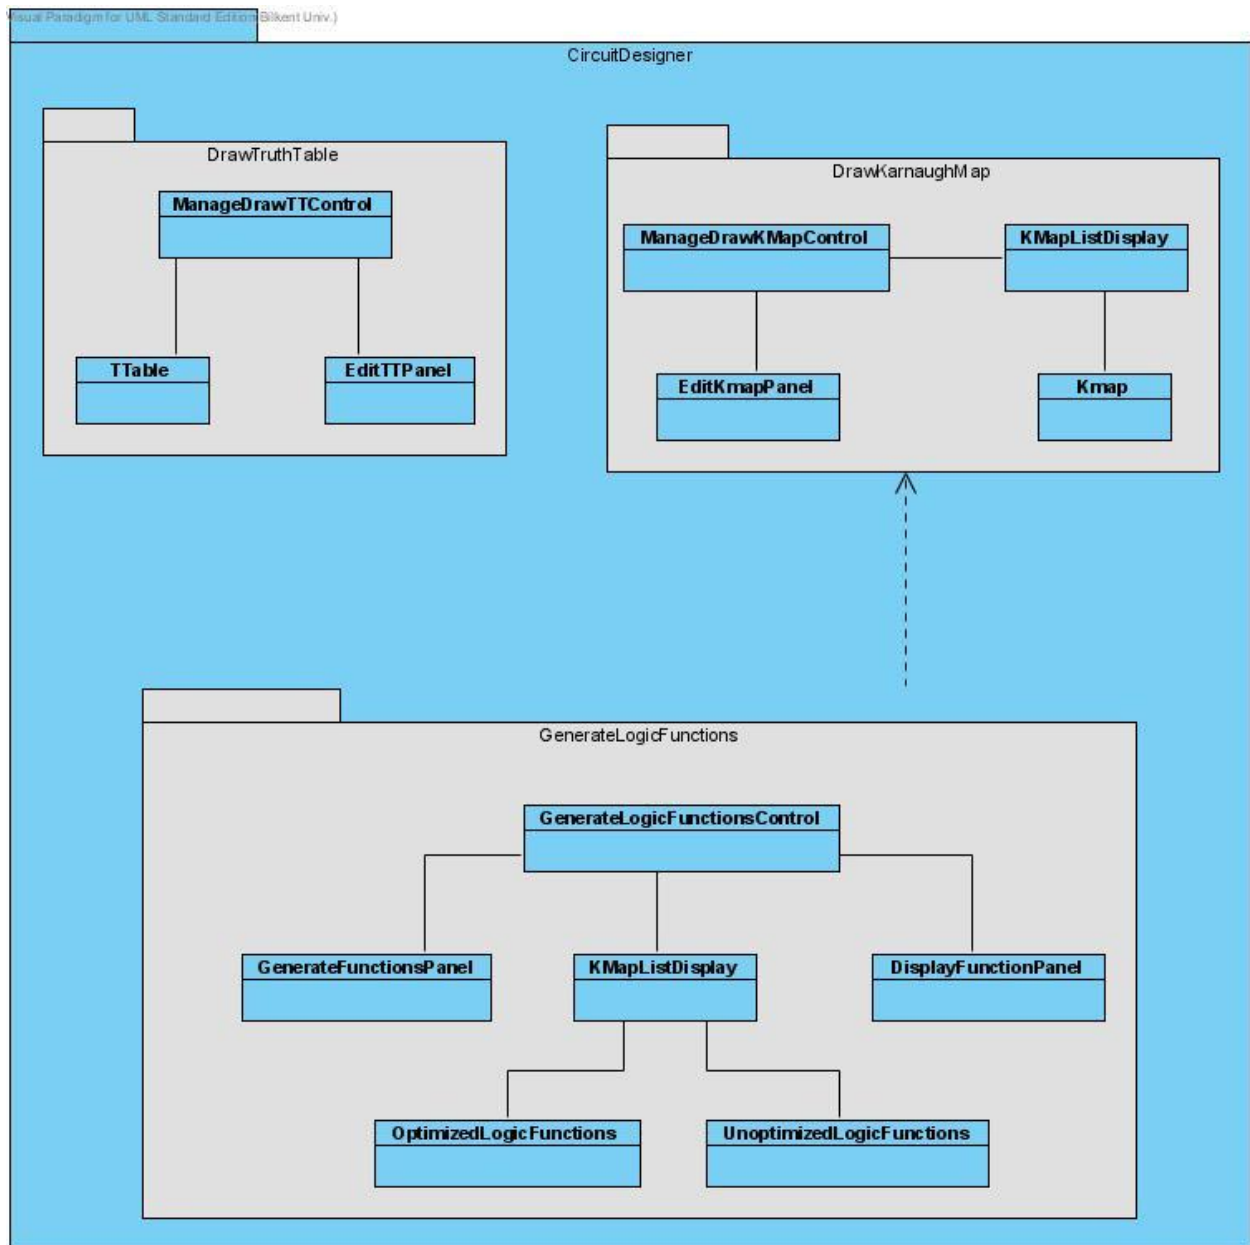 Visual Paradigm for UML Standard Edition(Bilkent Univ.)
CircuitDesigner
DrawTruthTable
ManageDrawTTControl
TTable
EditTTPanel
DrawKarnaughMap
ManageDrawKMapControl
KMapListDisplay
EditKmapPanel
Kmap
GenerateLogicFunctions
GenerateLogicFunctionsControl
GenerateFunctionsPanel
KMapListDisplay
DisplayFunctionPanel
OptimizedLogicFunctions
UnoptimizedLogicFunctions